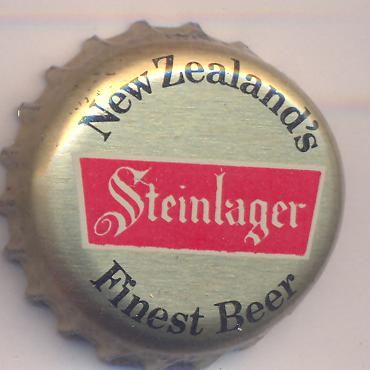 New Zealand's
Steinlager
Finest Beer